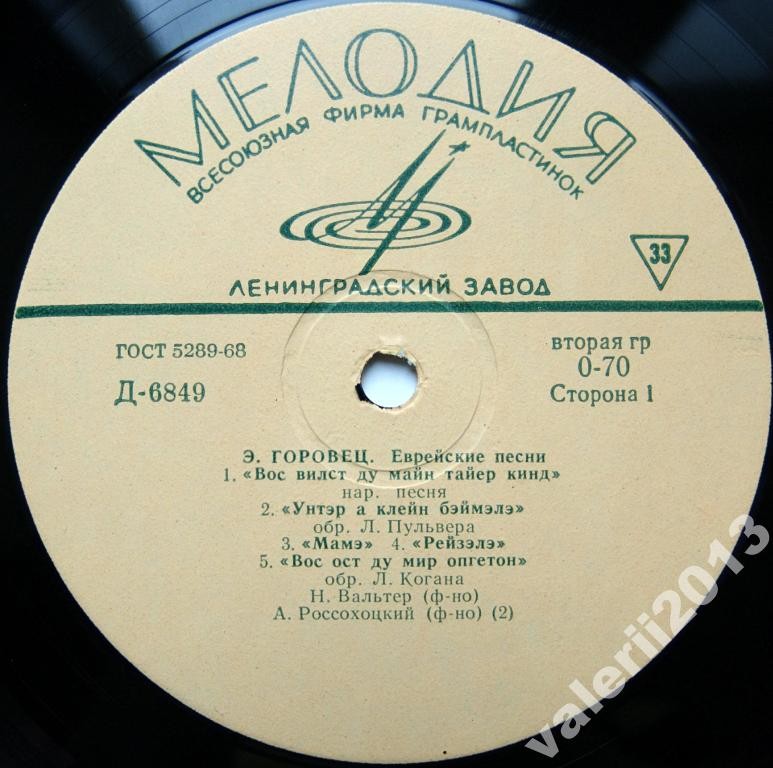 МЕЛОДИЯ
ВСЕСОЮЗНАЯ ФИРМА ГРАМПЛАСТИНОК
33
ЛЕНИНГРАДСКИЙ ЗАВОД
ГОСТ 5289-68
Д-6849
вторая гр
0-70
Сторона 1
Э. ГОРОВЕЦ. Еврейские песни
1. «Вос вилст ду майн тайер кинд»
нар. песня
2. «Унтэр а клейн бэймэлэ»
обр. Л. Пульвера
3. «Мамэ» 4. «Рейзэлэ»
5. «Вос ост ду мир опгетон»
обр. Л. Когана
Н. Вальтер (ф-но)
А. Россохоцкий (ф-но) (2)
valerii2013